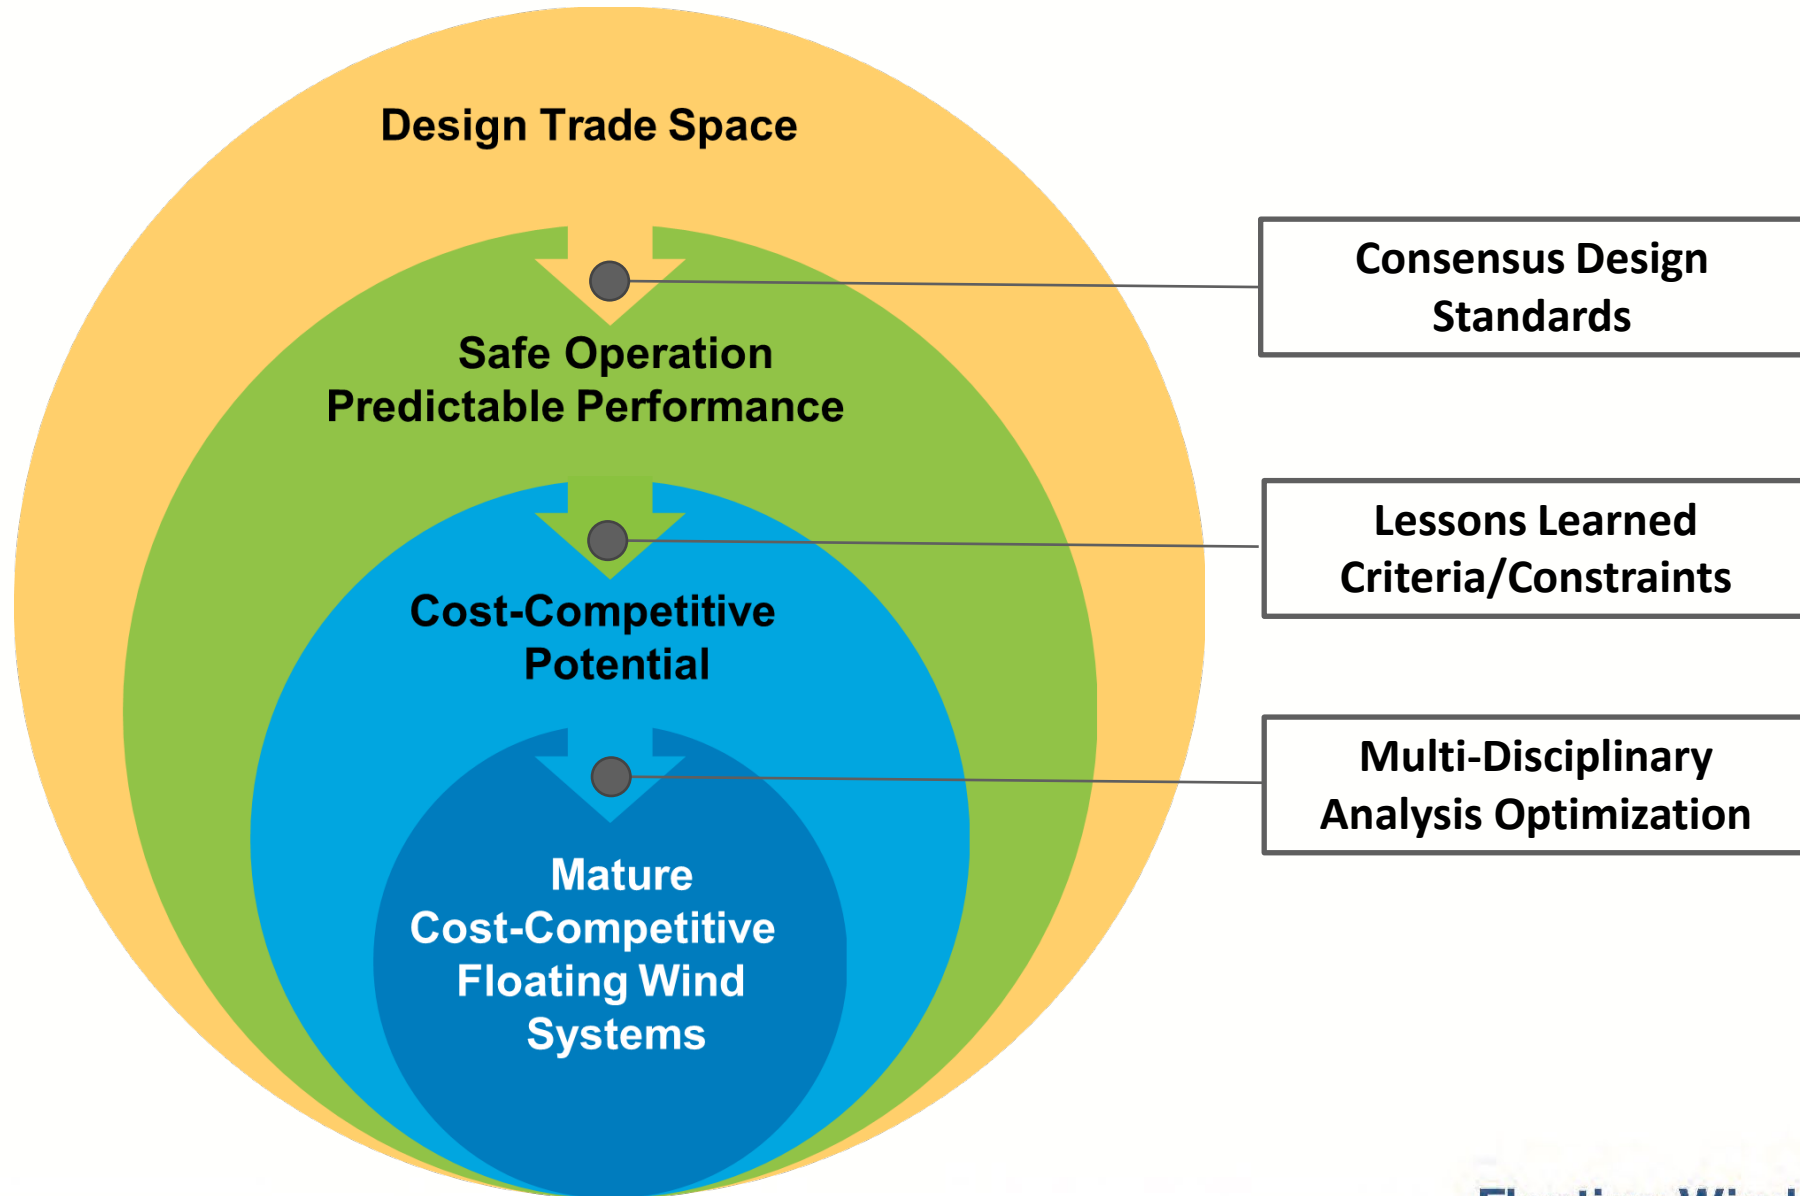 Design Trade Space
Safe Operation
Predictable Performance
Cost-Competitive
Potential
Mature
Cost-Competitive
Floating Wind
Systems
Consensus Design
Standards
Lessons Learned
Criteria/Constraints
Multi-Disciplinary
Analysis Optimization